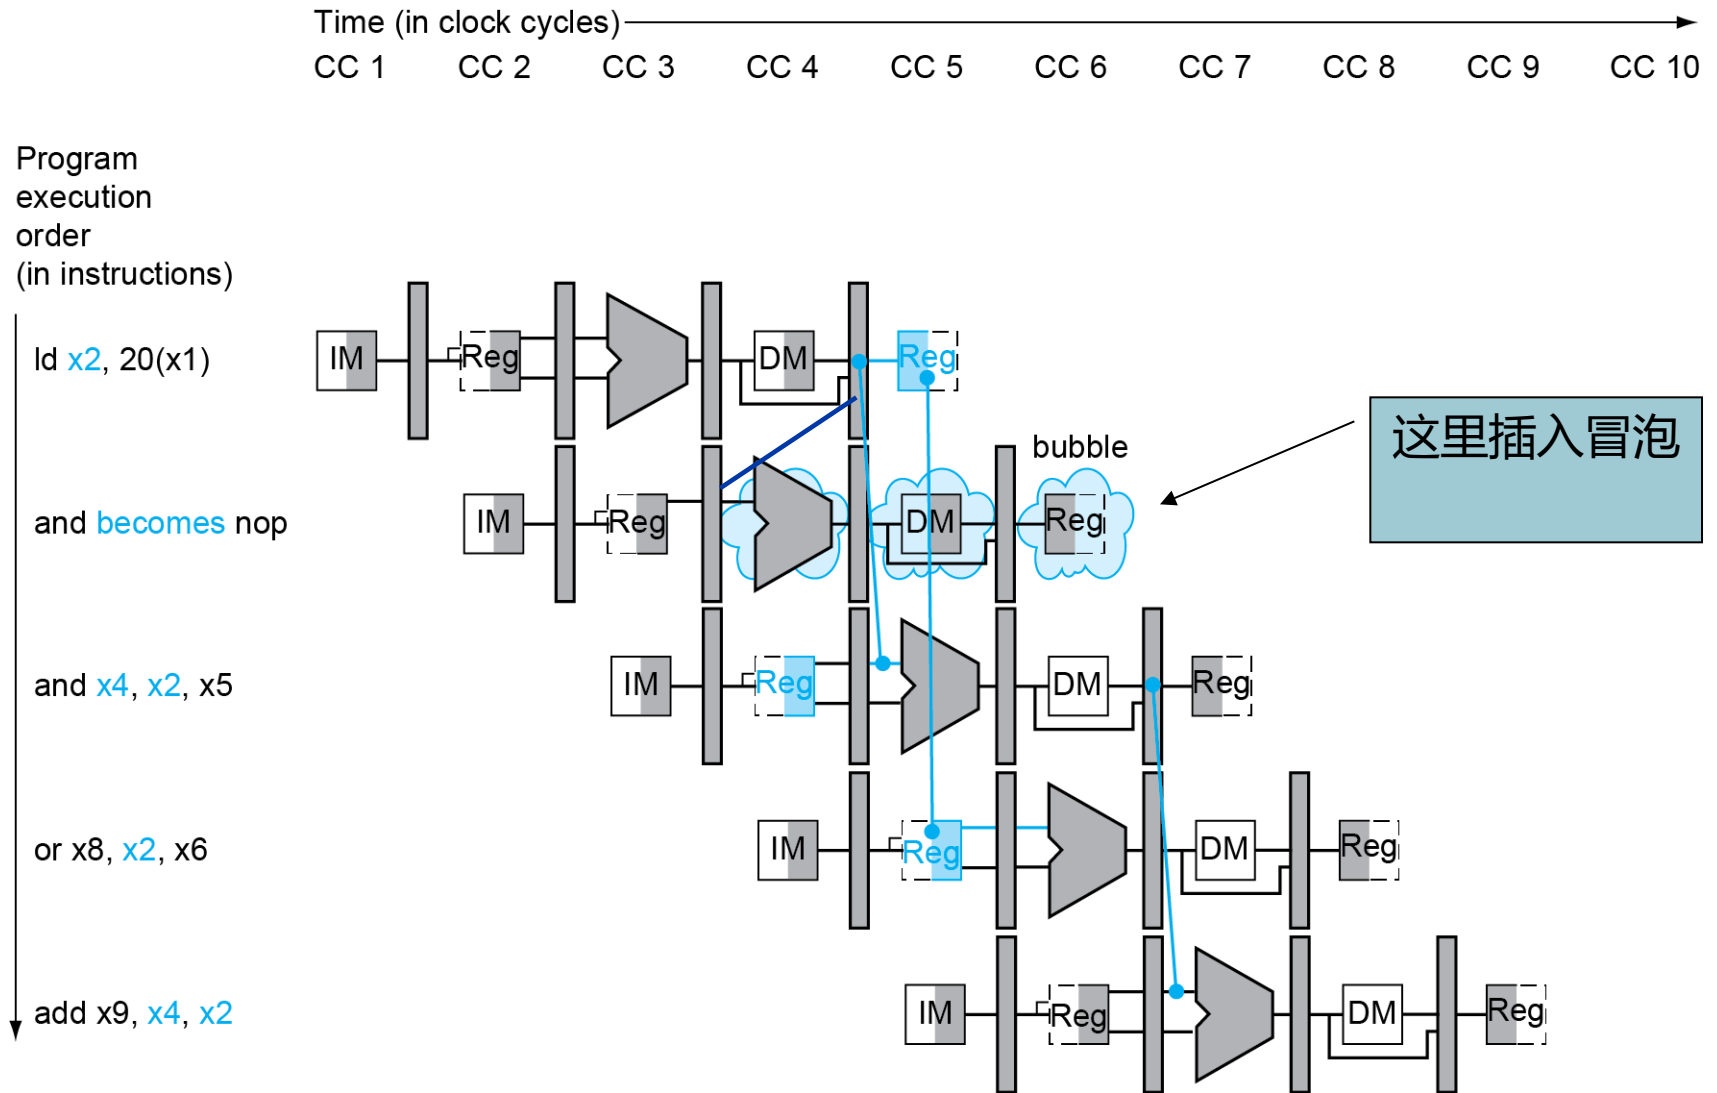 Time (in clock cycles)
CC 1 CC 2 CC 3 CC 4 CC 5 CC 6 CC 7 CC 8 CC 9 CC 10
Program
execution
order
(in instructions)
ld x2, 20(x1)
IM Reg DM Reg
这里插入冒泡
bubble
and becomes nop
IM Reg DM Reg
and x4, x2, x5
IM Reg DM Reg
or x8, x2, x6
IM Reg DM Reg
add x9, x4, x2
IM Reg DM Reg